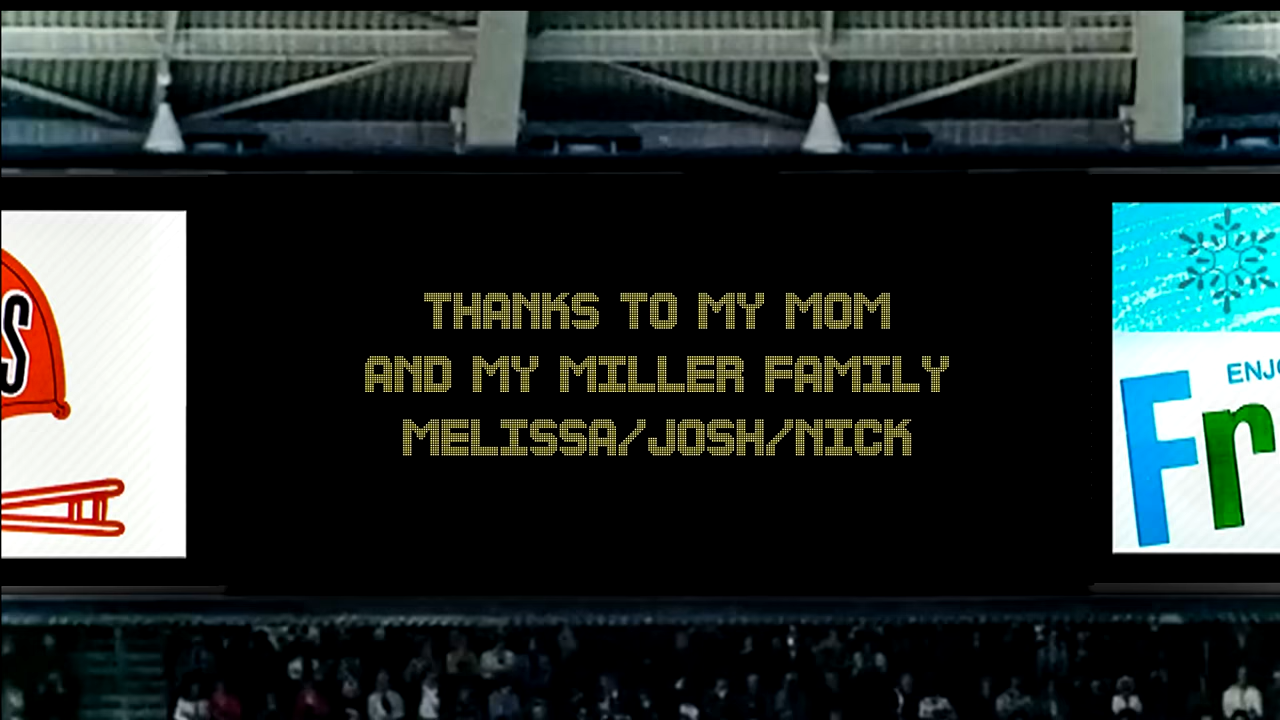 THANKS TO MY MOM
AND MY MILLER FAMILY
MELISSA/JOSH/NICK